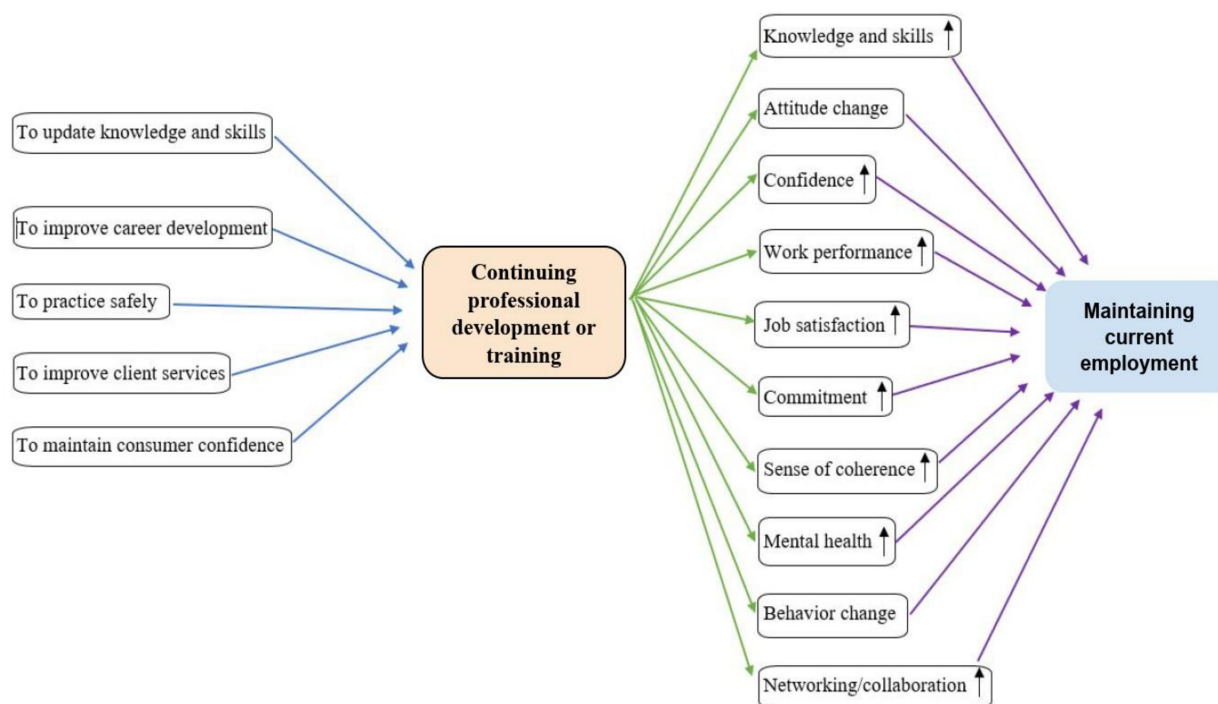 To update knowledge and skills
To improve career development
To practice safely
To improve client services
To maintain consumer confidence
Continuing
professional
development or
training
Knowledge and skills ↑
Attitude change
Confidence ↑
Work performance ↑
Job satisfaction ↑
Commitment ↑
Sense of coherence ↑
Mental health ↑
Behavior change
Networking/collaboration ↑
Maintaining
current
employment